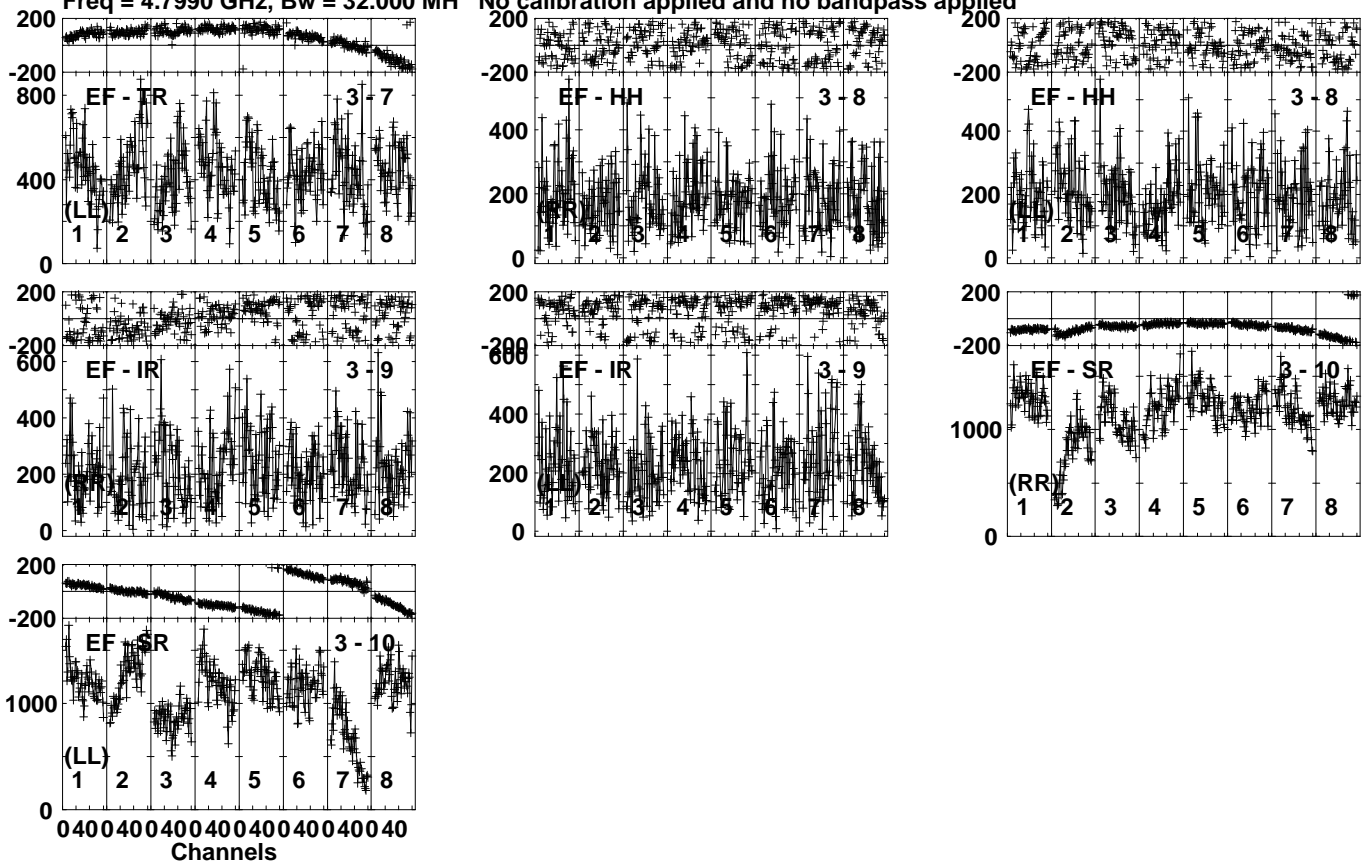 Freq = 4.7990 GHz, Bw = 32.000 MH No calibration applied and no bandpass applied
200
-200
800
400
0
EF - TR 3 - 7
(LL)
1 2 3 4 5 6 7 8
200
-200
400
200
0
EF - HH 3 - 8
(RR)
1 2 3 4 5 6 7 8
200
-200
400
200
0
EF - HH 3 - 8
(LL)
1 2 3 4 5 6 7 8
200
-200
600
400
200
0
EF - IR 3 - 9
(RR)
1 2 3 4 5 6 7 8
200
-200
600
400
200
0
EF - IR 3 - 9
(LL)
1 2 3 4 5 6 7 8
200
-200
1000
0
EF - SR 3 - 10
(RR)
1 2 3 4 5 6 7 8
200
-200
1000
0
EF - SR 3 - 10
(LL)
1 2 3 4 5 6 7 8
0 40 0 40 0 40 0 40 0 40 0 40 0 40 0 40
Channels